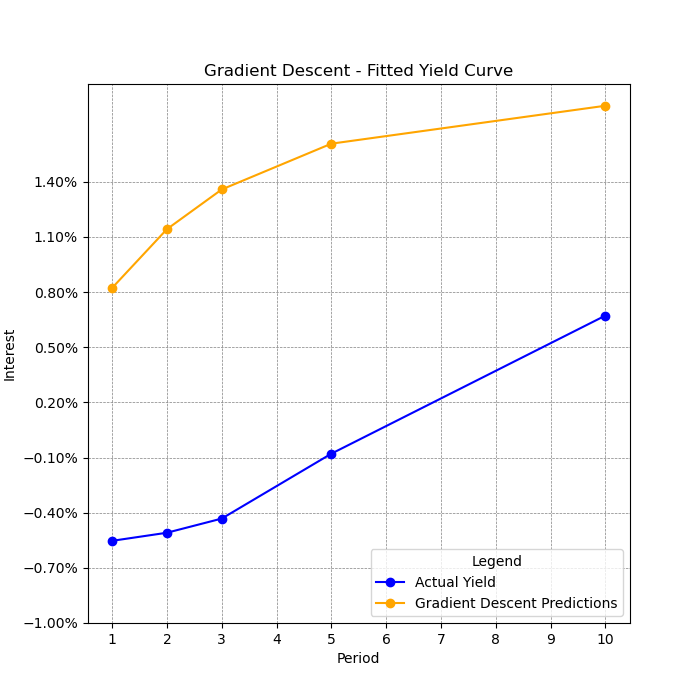 Gradient Descent - Fitted Yield Curve
Interest
1.40%
1.10%
0.80%
0.50%
0.20%
−0.10%
−0.40%
−0.70%
−1.00%
Legend
Actual Yield
Gradient Descent Predictions
1 2 3 4 5 6 7 8 9 10
Period